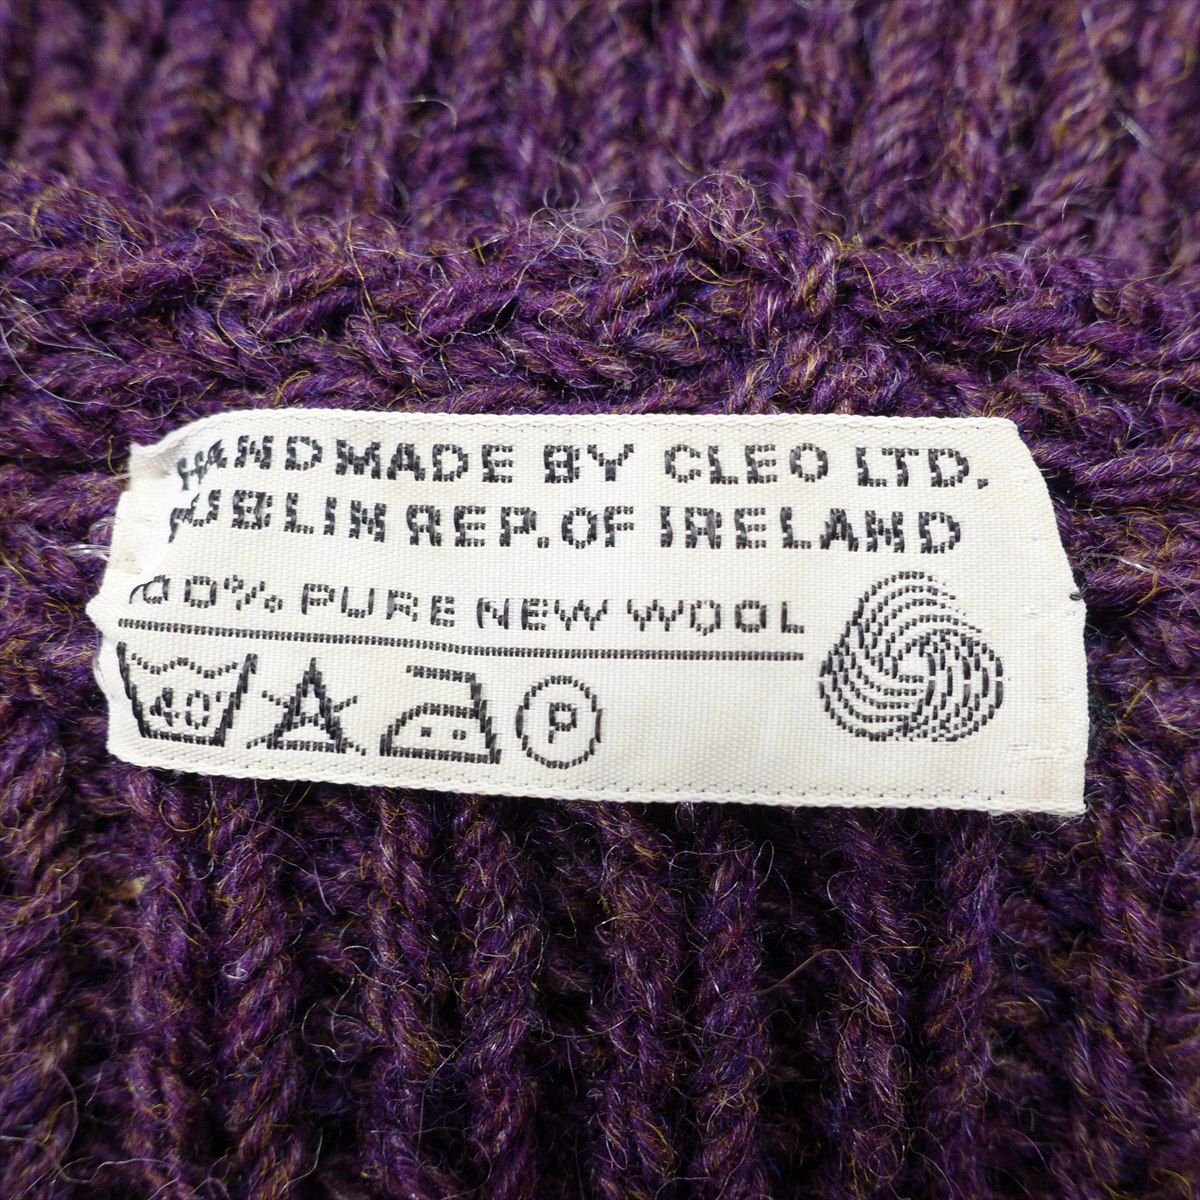 HANDMADE BY CLEO LTD.
DUBLIN REP. OF IRELAND
100% PURE NEW WOOL
40 A P